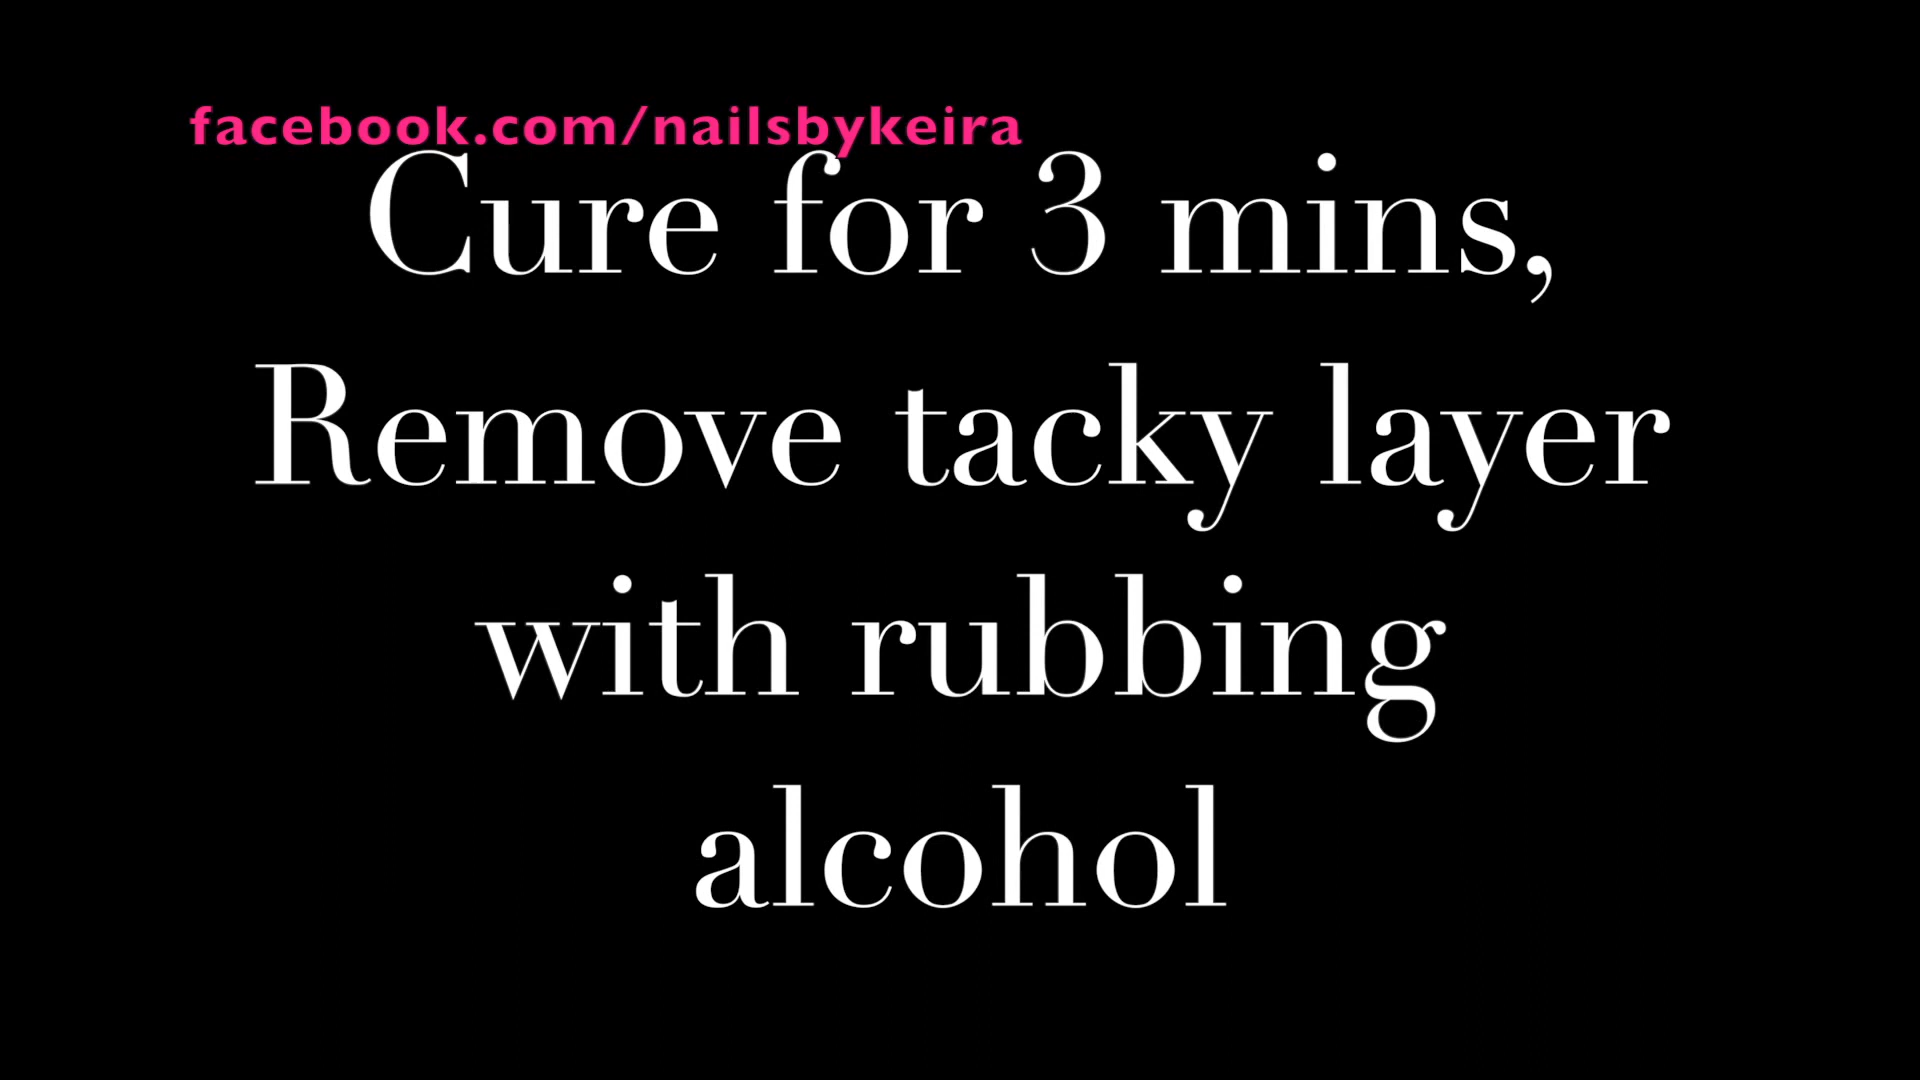 facebook.com/nailsbykeira
Cure for 3 mins,
Remove tacky layer
with rubbing
alcohol